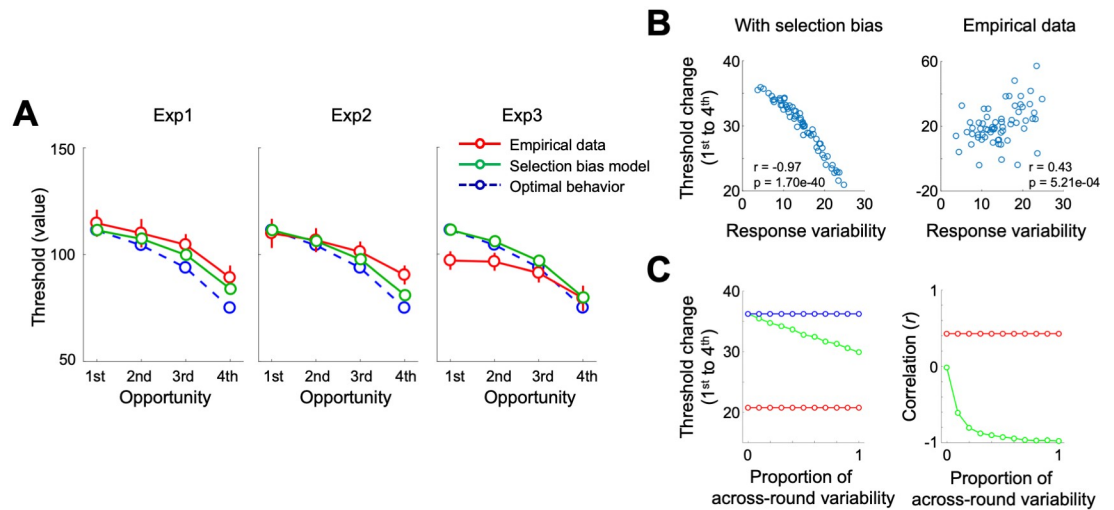 A
Exp1
Exp2
Exp3
Empirical data
Selection bias model
Optimal behavior
Threshold (value)
150
100
50
1st 2nd 3rd 4th
1st 2nd 3rd 4th
1st 2nd 3rd 4th
Opportunity
Opportunity
Opportunity
B
With selection bias
Threshold change
(1st to 4th)
40
30
20
r = -0.97
p = 1.70e-40
0 10 20 30
Response variability
Empirical data
60
20
-20
r = 0.43
p = 5.21e-04
0 10 20 30
Response variability
C
Threshold change
(1st to 4th)
40
30
20
0 1
Proportion of
across-round variability
Correlation (r)
1
0
-1
0 1
Proportion of
across-round variability